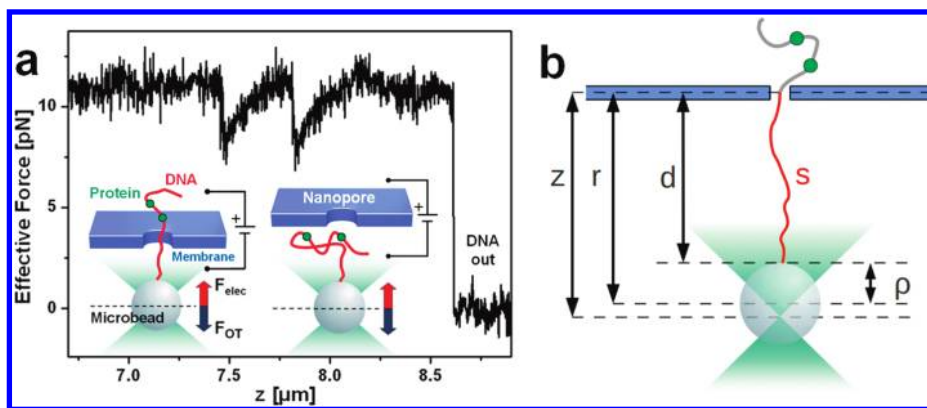 a
Effective Force [pN]
10
5
0
Protein
DNA
Membrane
Microbead
F elec
F OT
+
Nanopore
+
DNA
out
7.0 7.5 8.0 8.5
z [µm]
b
z
r
d
s
ρ